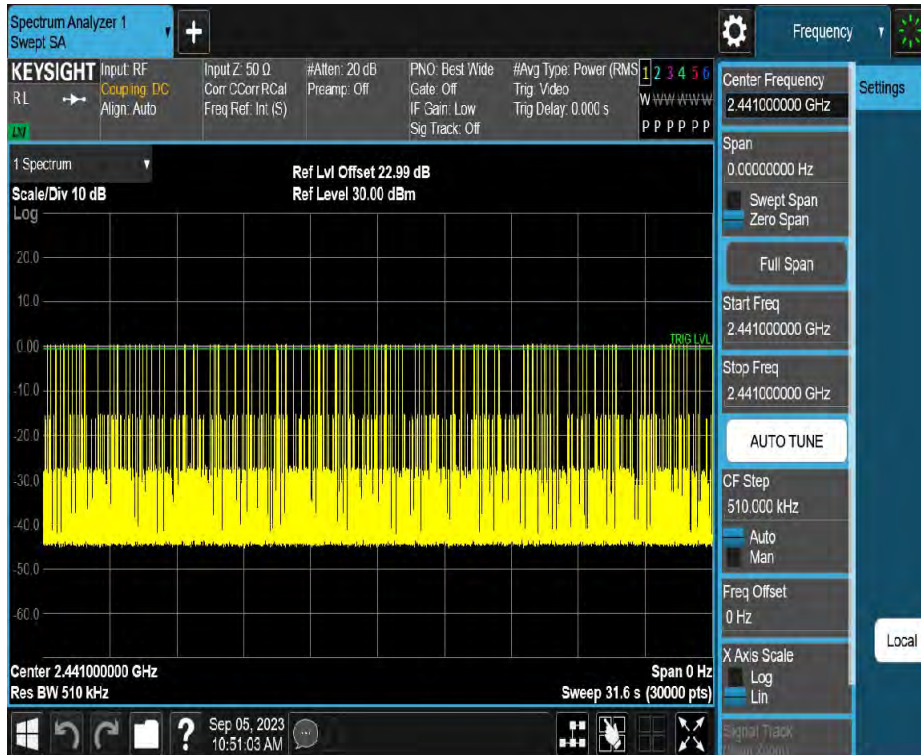 Spectrum Analyzer 1
Swept SA
Frequency
KEYSIGHT
RL
LXI
Input: RF
Coupling: DC
Align: Auto
Input Z: 50 Ω
Corr CCorr RCal
Freq Ref: Int (S)
#Atten: 20 dB
Preamp: Off
PNO: Best Wide
Gate: Off
IF Gain: Low
Sig Track: Off
#Avg Type: Power (RMS
Trig: Video
Trig Delay: 0.000 s
1 2 3 4 5 6
W W W W W W
P P P P P P
Center Frequency
2.441000000 GHz
Settings
Span
0.00000000 Hz
Swept Span
Zero Span
Full Span
Start Freq
2.441000000 GHz
Stop Freq
2.441000000 GHz
AUTO TUNE
CF Step
510.000 kHz
Auto
Man
Freq Offset
0 Hz
X Axis Scale
Log
Lin
Signal Track
Local
1 Spectrum
Scale/Div 10 dB
Log
Ref Lvl Offset 22.99 dB
Ref Level 30.00 dBm
20.0
10.0
0.00
TRIG LVL
-10.0
-20.0
-30.0
-40.0
-50.0
-60.0
Center 2.441000000 GHz
Span 0 Hz
Res BW 510 kHz
Sweep 31.6 s (30000 pts)
?
Sep 05, 2023
10:51:03 AM